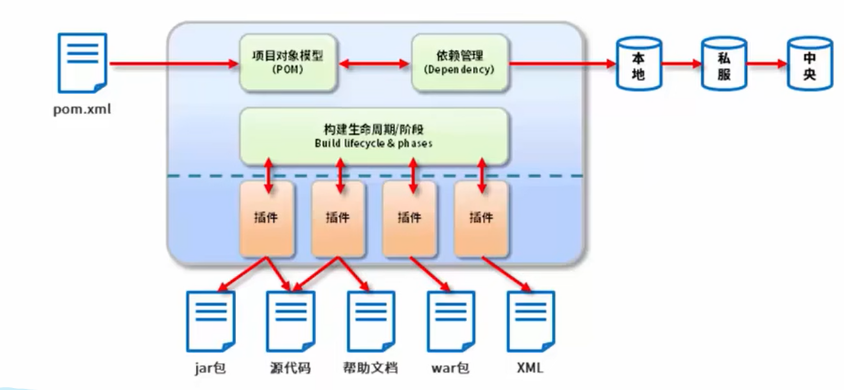 pom.xml
项目对象模型
(POM)
依赖管理
(Dependency)
本
地
私
服
中
央
构建生命周期/阶段
Build lifecycle & phases
插件
插件
插件
插件
jar包
源代码
帮助文档
war包
XML